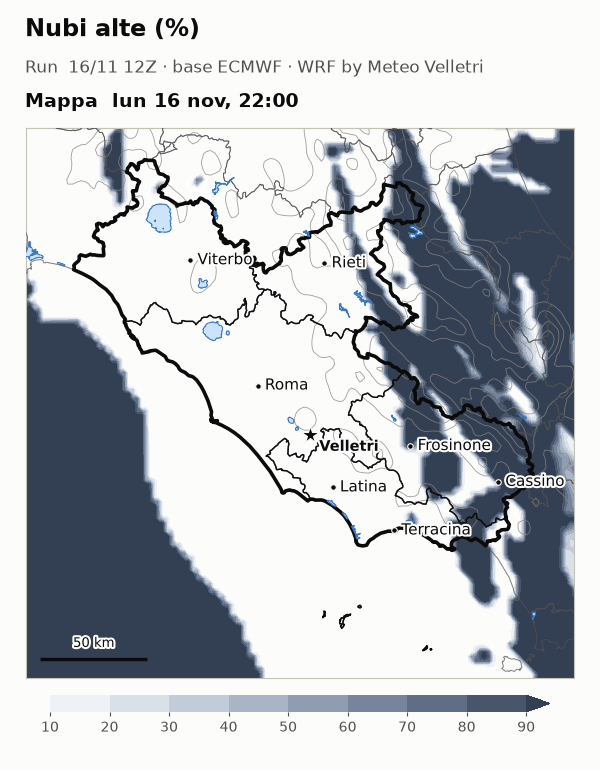 Nubi alte (%)
Run 16/11 12Z · base ECMWF · WRF by Meteo Velletri
Mappa lun 16 nov, 22:00
Viterbo
Rieti
Roma
Velletri
Frosinone
Cassino
Latina
Terracina
50 km
10 20 30 40 50 60 70 80 90